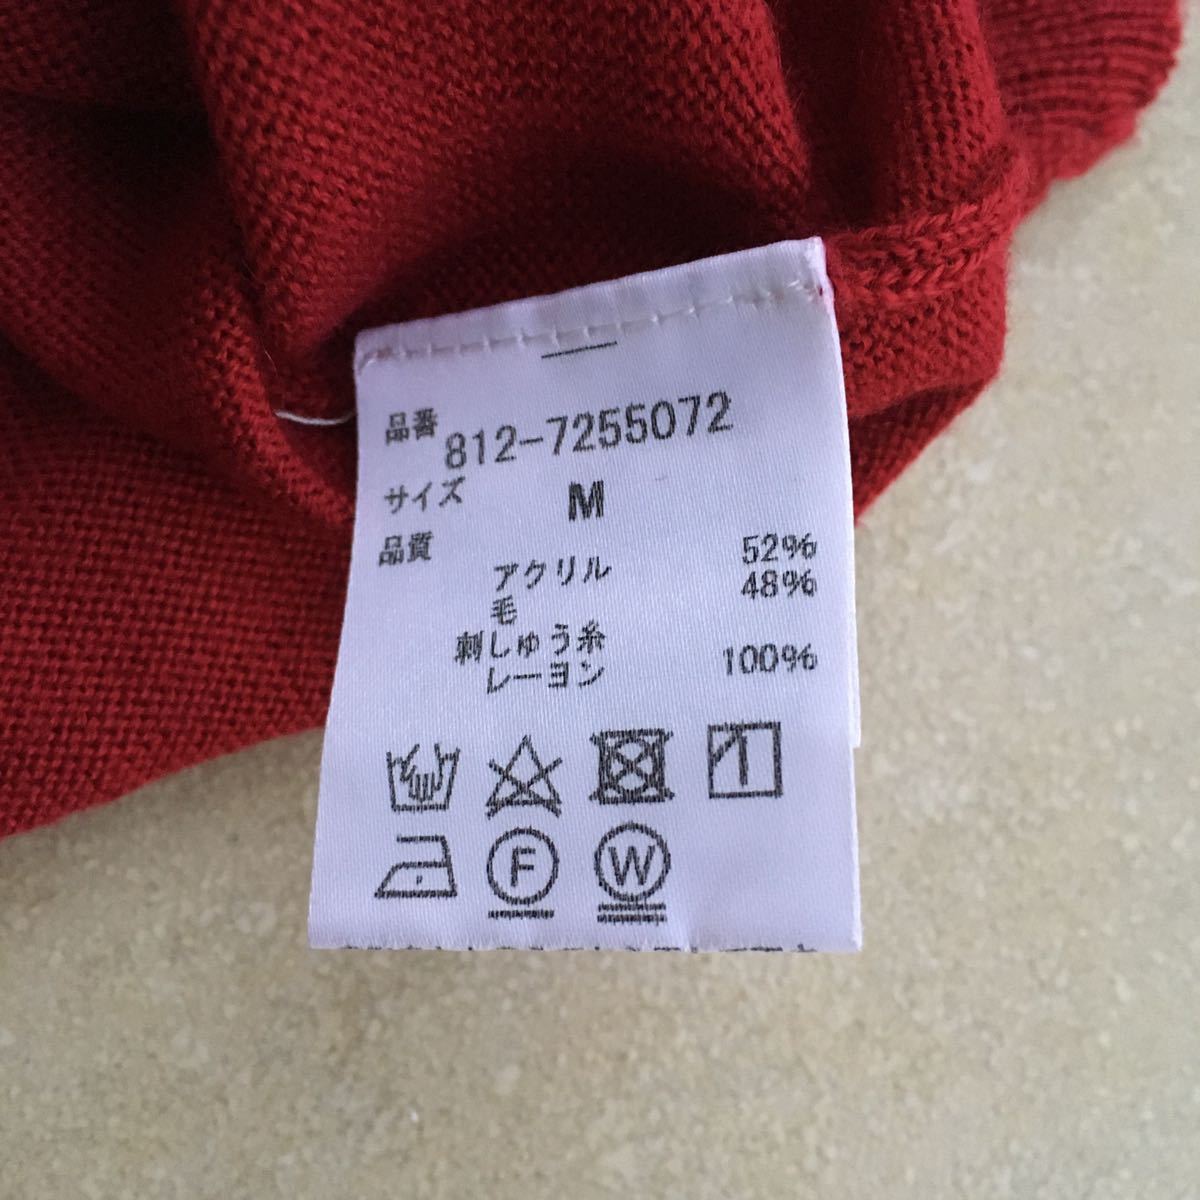 品番 812-7255072
サイズ M
品質
アクリル 52%
毛 48%
刺しゅう糸
レーヨン 100%
F W